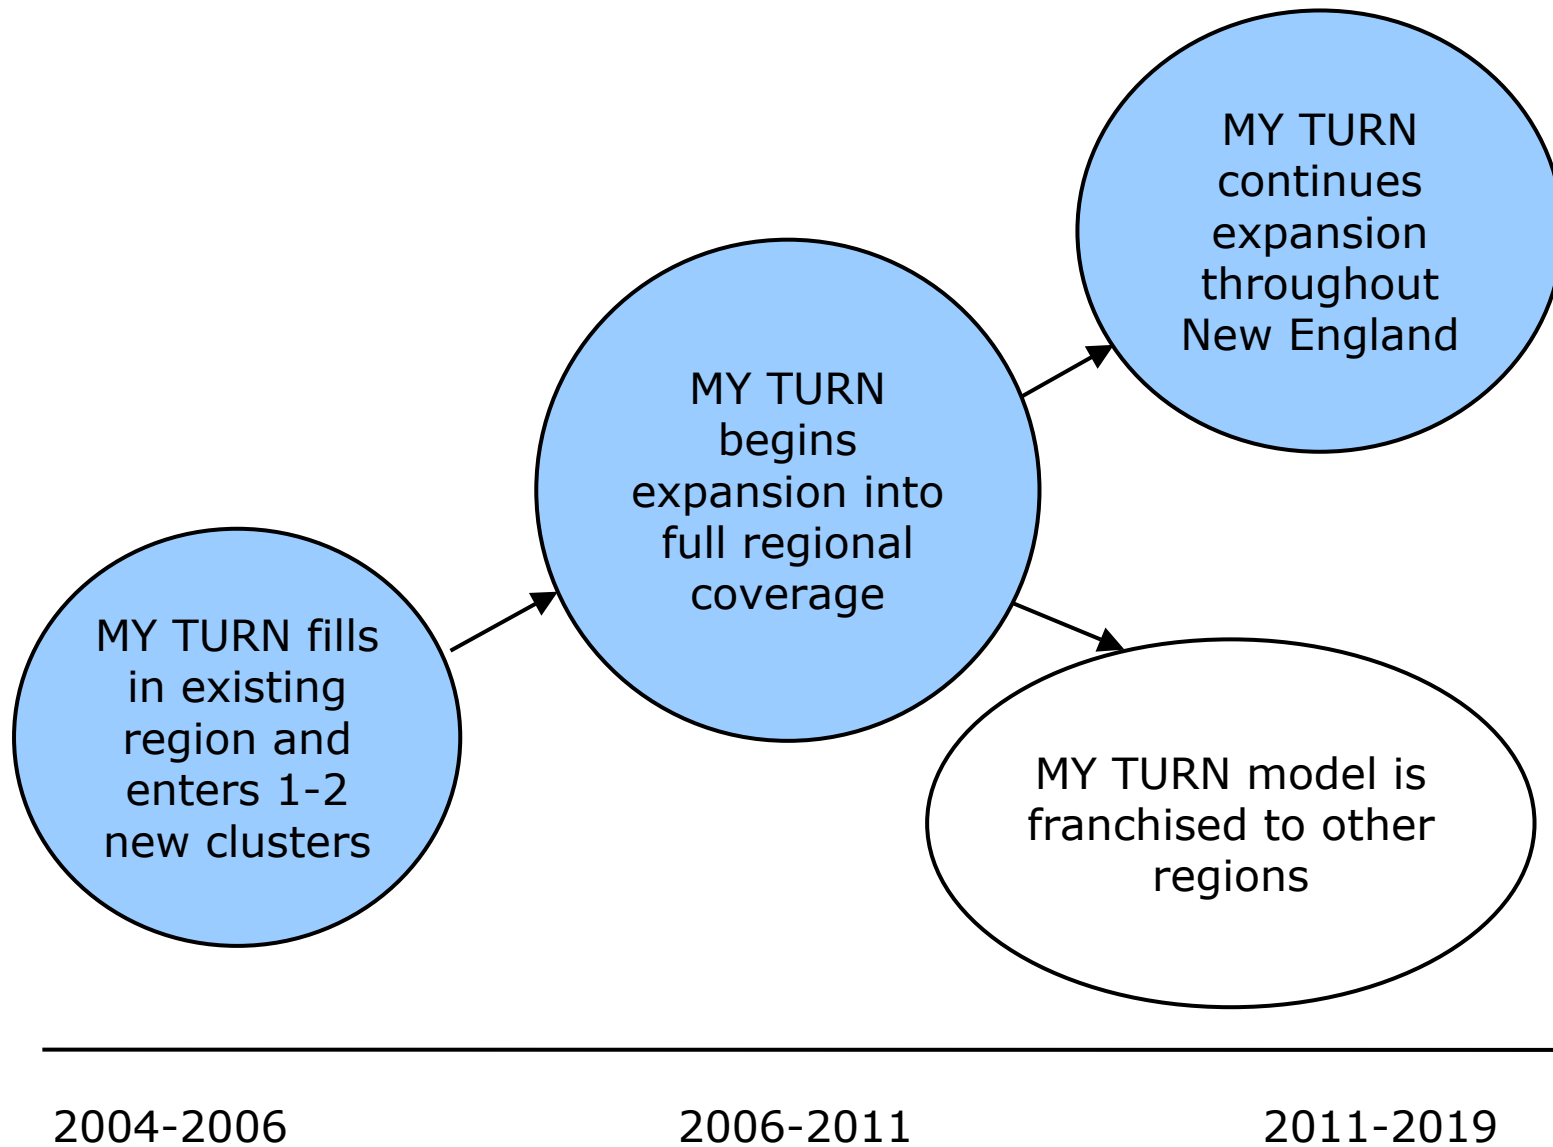 MY TURN
continues
expansion
throughout
New England
MY TURN
begins
expansion into
full regional
coverage
MY TURN fills
in existing
region and
enters 1-2
new clusters
MY TURN model is
franchised to other
regions
2004-2006
2006-2011
2011-2019